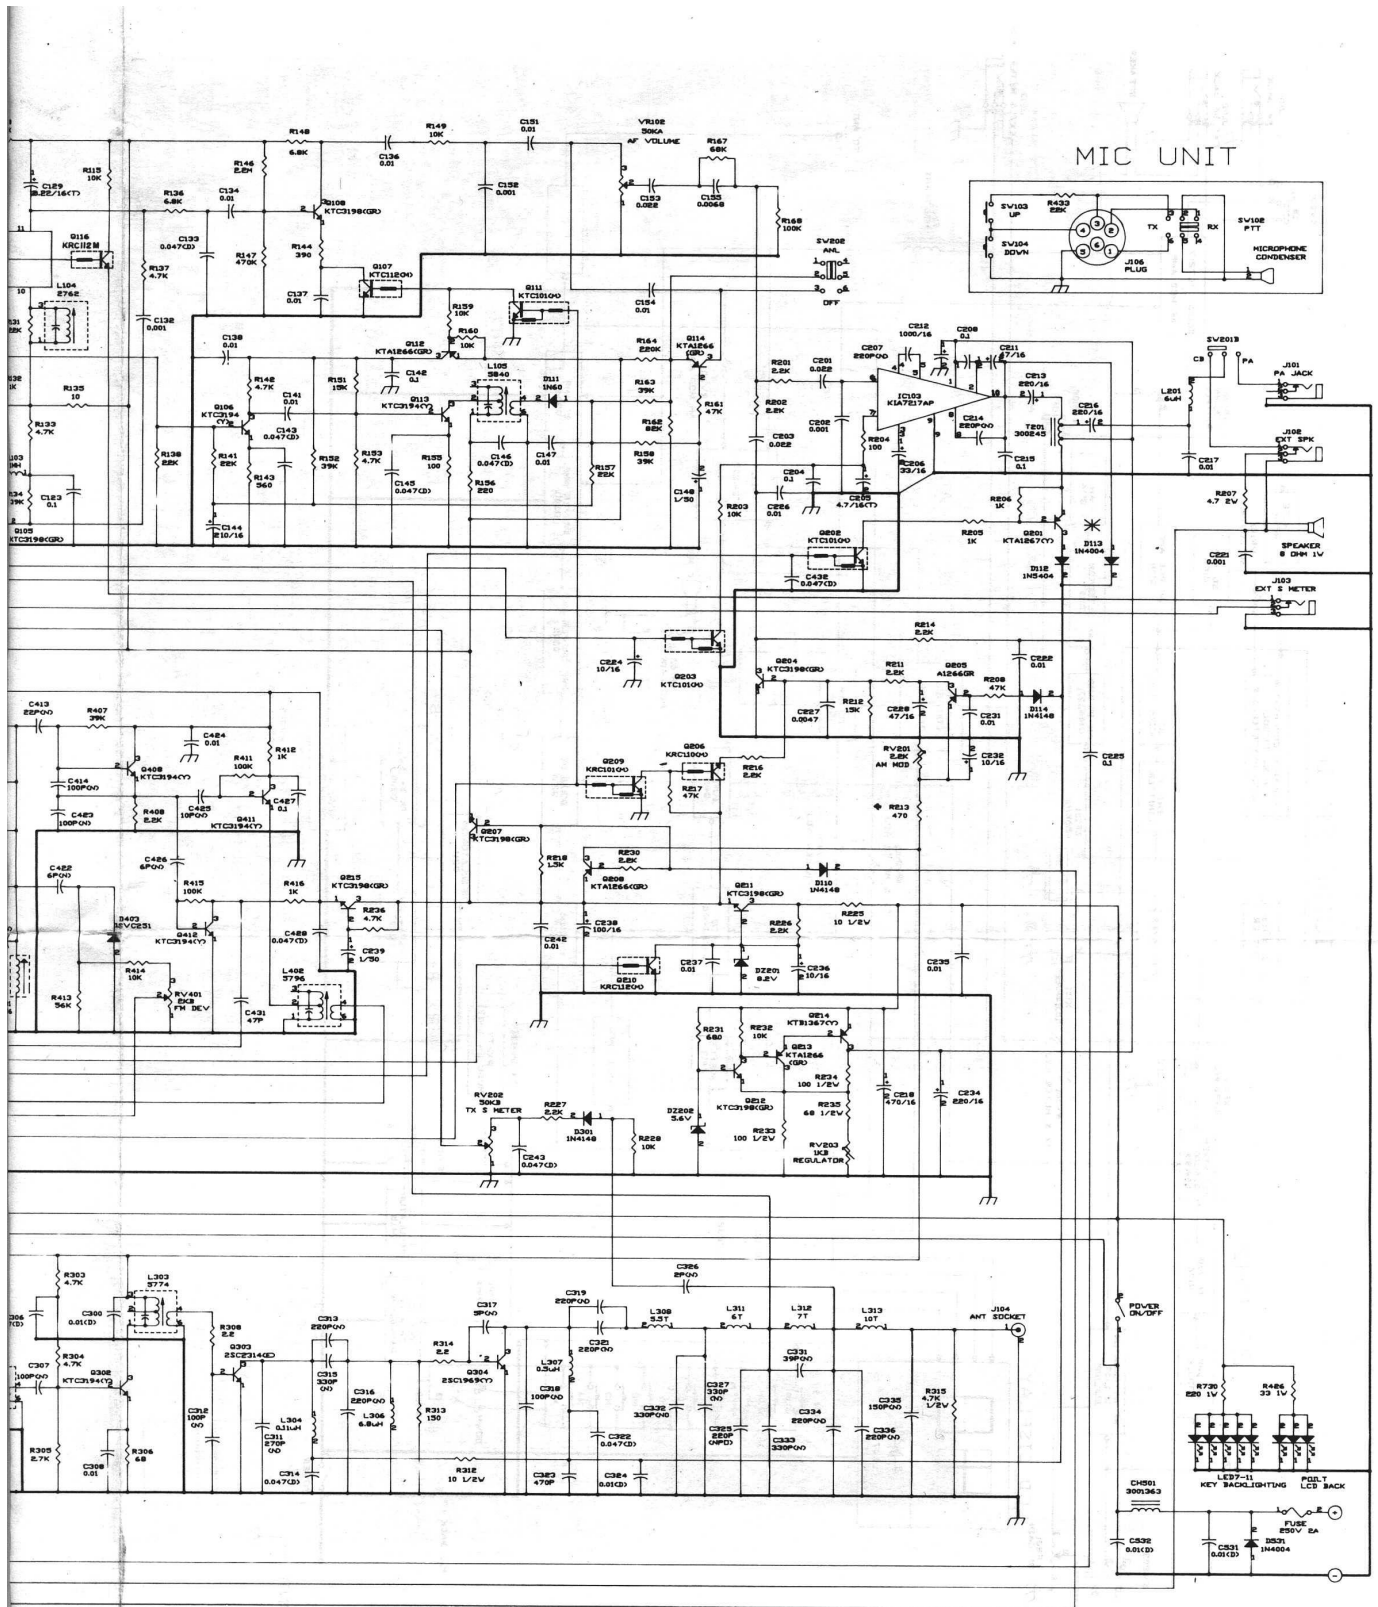 MIC UNIT
R148
6.8K
C136
0.01
R149
10K
C151
0.01
VR102
50KA
AF VOLUME
R167
68K
R115
10K
C129
R146
2.2M
R136
6.8K
C134
0.01
Q108
KTC3198(GR)
C152
0.001
C153
0.022
C155
0.0068
R168
100K
SW103
UP
SW104
DOWN
R433
22K
J106
PLUG
TX
RX
SW102
PTT
MICROPHONE
CONDENSER
SW202
ANL
OFF
Q116
KRC112M
C133
0.047(D)
R147
470K
R144
390
R137
4.7K
Q107
KTC112(M)
Q111
KTC101(M)
C137
0.01
C154
0.01
L104
2762
C132
0.001
R159
10K
R160
10K
Q112
KTA1266(GR)
C138
0.01
R164
220K
Q114
KTA1266
(GR)
C207
220P(N)
C212
1000/16
C208
0.1
C211
47/16
SW201B
CB
PA
J101
PA JACK
R135
10
R142
4.7K
C141
0.01
R151
15K
C142
0.1
L105
5840
D111
1N60
R163
39K
R161
47K
R201
2.2K
C201
0.022
IC103
KIA7217AP
C213
220/16
L201
6uH
C216
220/16
R133
4.7K
Q106
KTC3194
(Y)
C143
0.047(D)
Q113
KTC3194(Y)
R162
82K
R202
2.2K
C202
0.001
R204
100
C214
220P(N)
T201
300245
J102
EXT SPK
R138
22K
R141
22K
R143
560
R152
39K
R153
4.7K
C145
0.047(D)
R155
100
C146
0.047(D)
C147
0.01
R156
220
R157
22K
R158
39K
C148
1/50
C203
0.022
C204
0.1
C206
33/16
C215
0.1
C217
0.01
R207
4.7 2W
C123
0.1
Q105
KTC3198(GR)
C144
210/16
R203
10K
C226
0.01
C205
4.7/16(T)
R206
1K
R205
1K
Q201
KTA1267(Y)
D113
1N4004
SPEAKER
8 OHM 1W
Q202
KTC101(M)
C432
0.047(D)
D112
1N5404
C221
0.001
J103
EXT S METER
C224
10/16
Q203
KTC101(M)
R214
2.2K
Q204
KTC3198(GR)
R211
2.2K
Q205
A1266GR
R208
47K
C222
0.01
C227
0.0047
R212
15K
C228
47/16
C231
0.01
D114
1N4148
C413
22P(N)
R407
39K
C424
0.01
R412
1K
R411
100K
Q408
KTC3194(Y)
C414
100P(N)
C423
100P(N)
R408
2.2K
C425
10P(N)
Q411
KTC3194(Y)
C427
0.1
Q209
KRC101(M)
Q206
KRC110(M)
R217
47K
R216
2.2K
RV201
2.2K
AM MOD
C232
10/16
C225
0.1
R213
470
Q207
KTC3198(GR)
C422
6P(N)
C426
6P(N)
R415
100K
R416
1K
Q215
KTC3198(GR)
R218
1.5K
R230
2.2K
Q208
KTA1266(GR)
D110
1N4148
Q211
KTC3198(GR)
D403
Q412
KTC3194(Y)
C428
0.047(D)
R236
4.7K
C239
1/50
C242
0.01
C238
100/16
R226
2.2K
R225
10 1/2W
R414
10K
R413
56K
RV401
2KB
FM DEV
C431
47P
L402
5796
Q210
KRC112(M)
C237
0.01
DZ201
8.2V
C236
10/16
C235
0.01
R231
680
R232
10K
Q214
KTB1367(Y)
Q213
KTA1266
(GR)
R234
100 1/2W
Q212
KTC3198(GR)
R235
68 1/2W
C218
470/16
C234
220/16
RV202
50KB
TX S METER
R227
2.2K
D301
1N4148
C243
0.047(D)
R228
10K
DZ202
5.6V
R233
100 1/2W
RV203
1KB
REGULATOR
R303
4.7K
L303
5774
C300
0.01(D)
C326
2P(N)
C319
220P(N)
C317
5P(N)
L308
5.5T
L311
6T
L312
7T
L313
10T
J104
ANT SOCKET
POWER
ON/OFF
C307
100P(N)
R304
4.7K
Q302
KTC3194(Y)
R308
2.2
Q303
2SC2314(E)
C313
220P(N)
C315
330P
(N)
R314
2.2
Q304
2SC1969(Y)
C321
220P(N)
L307
0.5uH
C331
39P(N)
C316
220P(N)
C318
100P(N)
C327
330P
(N)
C312
100P
(N)
L304
0.11uH
L306
6.8uH
R313
150
C332
330P(N)
C334
220P(N)
C335
150P(N)
R315
4.7K
1/2W
R730
220 1W
R426
33 1W
R305
2.7K
C308
0.01
R306
68
C311
270P
(N)
C314
0.047(D)
R312
10 1/2W
C322
0.047(D)
C323
470P
C324
0.01(D)
C325
220P
(NPO)
C333
330P(N)
C336
220P(N)
LED7-11
KEY BACKLIGHTING
LCD BACK
CH501
3001363
FUSE
250V 2A
C532
0.01(D)
C531
0.01(D)
D531
1N4004